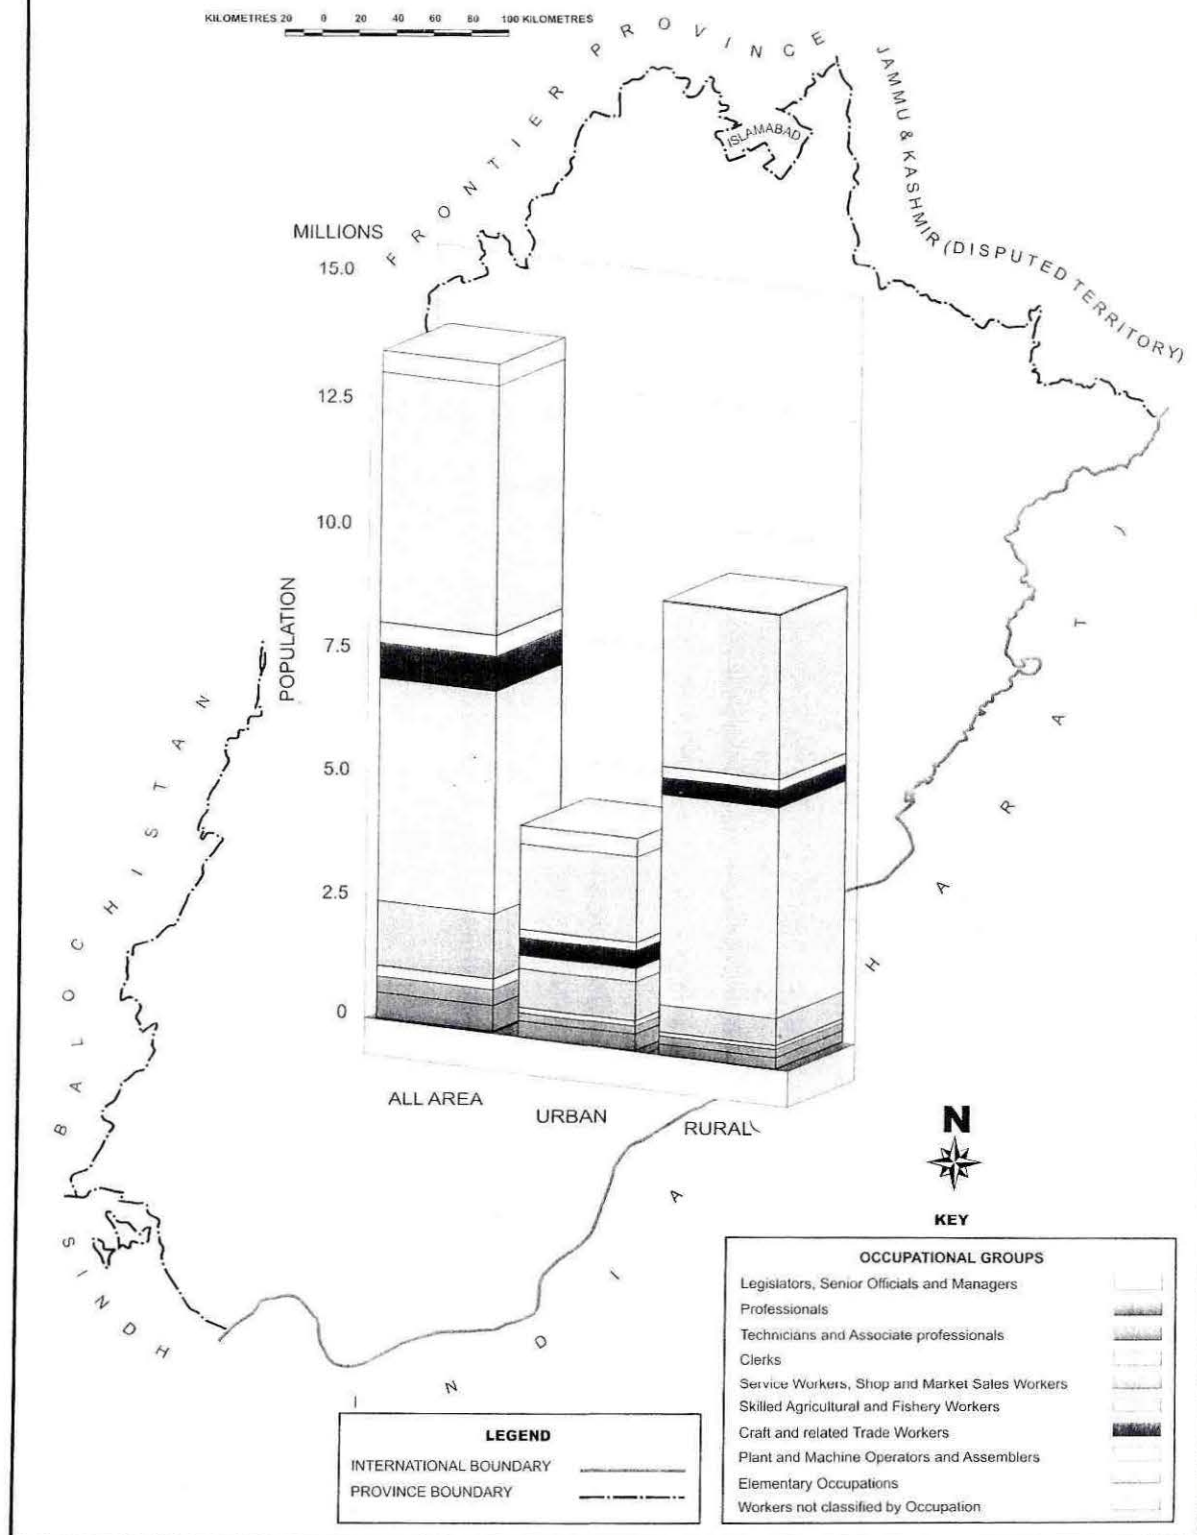 KILOMETRES 20 0 20 40 60 80 100 KILOMETRES
FRONTIER PROVINCE
JAMMU & KASHMIR (DISPUTED TERRITORY)
ISLAMABAD
MILLIONS
15.0
12.5
10.0
7.5
5.0
2.5
0
POPULATION
BALOCHISTAN
SINDH
INDIA
BHARAT
ALL AREA
URBAN
RURAL
N
KEY
OCCUPATIONAL GROUPS
Legislators, Senior Officials and Managers
Professionals
Technicians and Associate professionals
Clerks
Service Workers, Shop and Market Sales Workers
Skilled Agricultural and Fishery Workers
Craft and related Trade Workers
Plant and Machine Operators and Assemblers
Elementary Occupations
Workers not classified by Occupation
LEGEND
INTERNATIONAL BOUNDARY
PROVINCE BOUNDARY